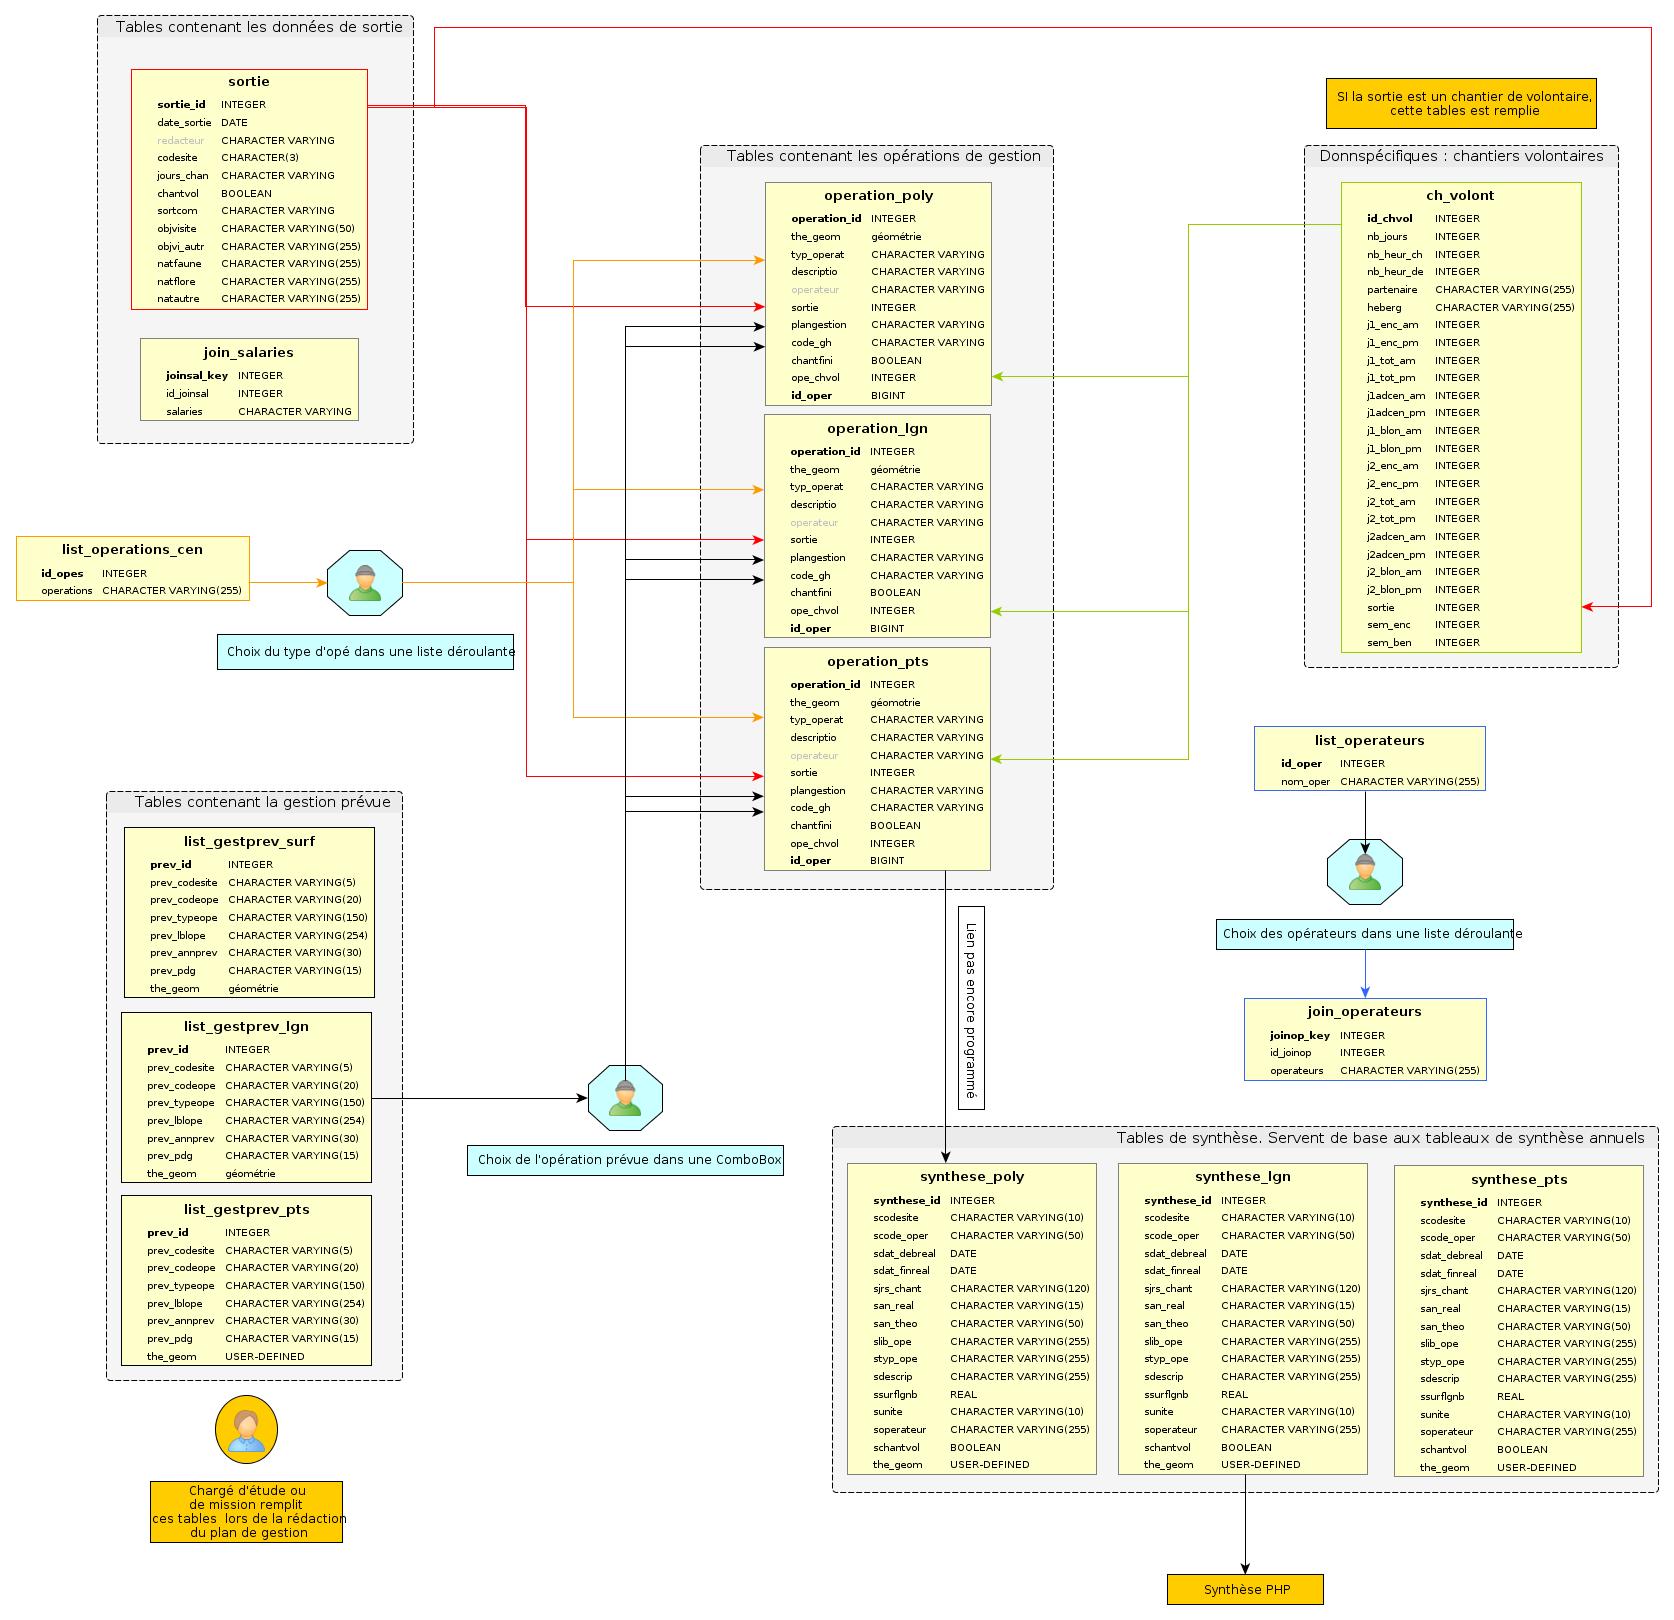 Tables contenant les données de sortie
sortie
sortie_id INTEGER
date_sortie DATE
redacteur CHARACTER VARYING
codesite CHARACTER(3)
jours_chan CHARACTER VARYING
chantvol BOOLEAN
sortcom CHARACTER VARYING
objvisite CHARACTER VARYING(50)
objvi_autr CHARACTER VARYING(255)
natfaune CHARACTER VARYING(255)
natflore CHARACTER VARYING(255)
natautre CHARACTER VARYING(255)
join_salaries
joinsal_key INTEGER
id_joinsal INTEGER
salaries CHARACTER VARYING
list_operations_cen
id_opes INTEGER
operations CHARACTER VARYING(255)
Choix du type d'opé dans une liste déroulante
Tables contenant les opérations de gestion
operation_poly
operation_id INTEGER
the_geom géométrie
typ_operat CHARACTER VARYING
descriptio CHARACTER VARYING
operateur CHARACTER VARYING
sortie INTEGER
plangestion CHARACTER VARYING
code_gh CHARACTER VARYING
chantfini BOOLEAN
ope_chvol INTEGER
id_oper BIGINT
operation_lgn
operation_id INTEGER
the_geom géométrie
typ_operat CHARACTER VARYING
descriptio CHARACTER VARYING
operateur CHARACTER VARYING
sortie INTEGER
plangestion CHARACTER VARYING
code_gh CHARACTER VARYING
chantfini BOOLEAN
ope_chvol INTEGER
id_oper BIGINT
operation_pts
operation_id INTEGER
the_geom géomotrie
typ_operat CHARACTER VARYING
descriptio CHARACTER VARYING
operateur CHARACTER VARYING
sortie INTEGER
plangestion CHARACTER VARYING
code_gh CHARACTER VARYING
chantfini BOOLEAN
ope_chvol INTEGER
id_oper BIGINT
SI la sortie est un chantier de volontaire,
cette tables est remplie
Donnspécifiques : chantiers volontaires
ch_volont
id_chvol INTEGER
nb_jours INTEGER
nb_heur_ch INTEGER
nb_heur_de INTEGER
partenaire CHARACTER VARYING(255)
heberg CHARACTER VARYING(255)
j1_enc_am INTEGER
j1_enc_pm INTEGER
j1_tot_am INTEGER
j1_tot_pm INTEGER
j1adcen_am INTEGER
j1adcen_pm INTEGER
j1_blon_am INTEGER
j1_blon_pm INTEGER
j2_enc_am INTEGER
j2_enc_pm INTEGER
j2_tot_am INTEGER
j2_tot_pm INTEGER
j2adcen_am INTEGER
j2adcen_pm INTEGER
j2_blon_am INTEGER
j2_blon_pm INTEGER
sortie INTEGER
sem_enc INTEGER
sem_ben INTEGER
list_operateurs
id_oper INTEGER
nom_oper CHARACTER VARYING(255)
Choix des opérateurs dans une liste déroulante
join_operateurs
joinop_key INTEGER
id_joinop INTEGER
operateurs CHARACTER VARYING(255)
Tables contenant la gestion prévue
list_gestprev_surf
prev_id INTEGER
prev_codesite CHARACTER VARYING(5)
prev_codeope CHARACTER VARYING(20)
prev_typeope CHARACTER VARYING(150)
prev_lblope CHARACTER VARYING(254)
prev_annprev CHARACTER VARYING(30)
prev_pdg CHARACTER VARYING(15)
the_geom géométrie
list_gestprev_lgn
prev_id INTEGER
prev_codesite CHARACTER VARYING(5)
prev_codeope CHARACTER VARYING(20)
prev_typeope CHARACTER VARYING(150)
prev_lblope CHARACTER VARYING(254)
prev_annprev CHARACTER VARYING(30)
prev_pdg CHARACTER VARYING(15)
the_geom géométrie
list_gestprev_pts
prev_id INTEGER
prev_codesite CHARACTER VARYING(5)
prev_codeope CHARACTER VARYING(20)
prev_typeope CHARACTER VARYING(150)
prev_lblope CHARACTER VARYING(254)
prev_annprev CHARACTER VARYING(30)
prev_pdg CHARACTER VARYING(15)
the_geom USER-DEFINED
Chargé d'étude ou
de mission remplit
ces tables lors de la rédaction
du plan de gestion
Choix de l'opération prévue dans une ComboBox
Lien pas encore programmé
Tables de synthèse. Servent de base aux tableaux de synthèse annuels
synthese_poly
synthese_id INTEGER
scodesite CHARACTER VARYING(10)
scode_oper CHARACTER VARYING(50)
sdat_debreal DATE
sdat_finreal DATE
sjrs_chant CHARACTER VARYING(120)
san_real CHARACTER VARYING(15)
san_theo CHARACTER VARYING(50)
slib_ope CHARACTER VARYING(255)
styp_ope CHARACTER VARYING(255)
sdescrip CHARACTER VARYING(255)
ssurflgnb REAL
sunite CHARACTER VARYING(10)
soperateur CHARACTER VARYING(255)
schantvol BOOLEAN
the_geom USER-DEFINED
synthese_lgn
synthese_id INTEGER
scodesite CHARACTER VARYING(10)
scode_oper CHARACTER VARYING(50)
sdat_debreal DATE
sdat_finreal DATE
sjrs_chant CHARACTER VARYING(120)
san_real CHARACTER VARYING(15)
san_theo CHARACTER VARYING(50)
slib_ope CHARACTER VARYING(255)
styp_ope CHARACTER VARYING(255)
sdescrip CHARACTER VARYING(255)
ssurflgnb REAL
sunite CHARACTER VARYING(10)
soperateur CHARACTER VARYING(255)
schantvol BOOLEAN
the_geom USER-DEFINED
synthese_pts
synthese_id INTEGER
scodesite CHARACTER VARYING(10)
scode_oper CHARACTER VARYING(50)
sdat_debreal DATE
sdat_finreal DATE
sjrs_chant CHARACTER VARYING(120)
san_real CHARACTER VARYING(15)
san_theo CHARACTER VARYING(50)
slib_ope CHARACTER VARYING(255)
styp_ope CHARACTER VARYING(255)
sdescrip CHARACTER VARYING(255)
ssurflgnb REAL
sunite CHARACTER VARYING(10)
soperateur CHARACTER VARYING(255)
schantvol BOOLEAN
the_geom USER-DEFINED
Synthèse PHP